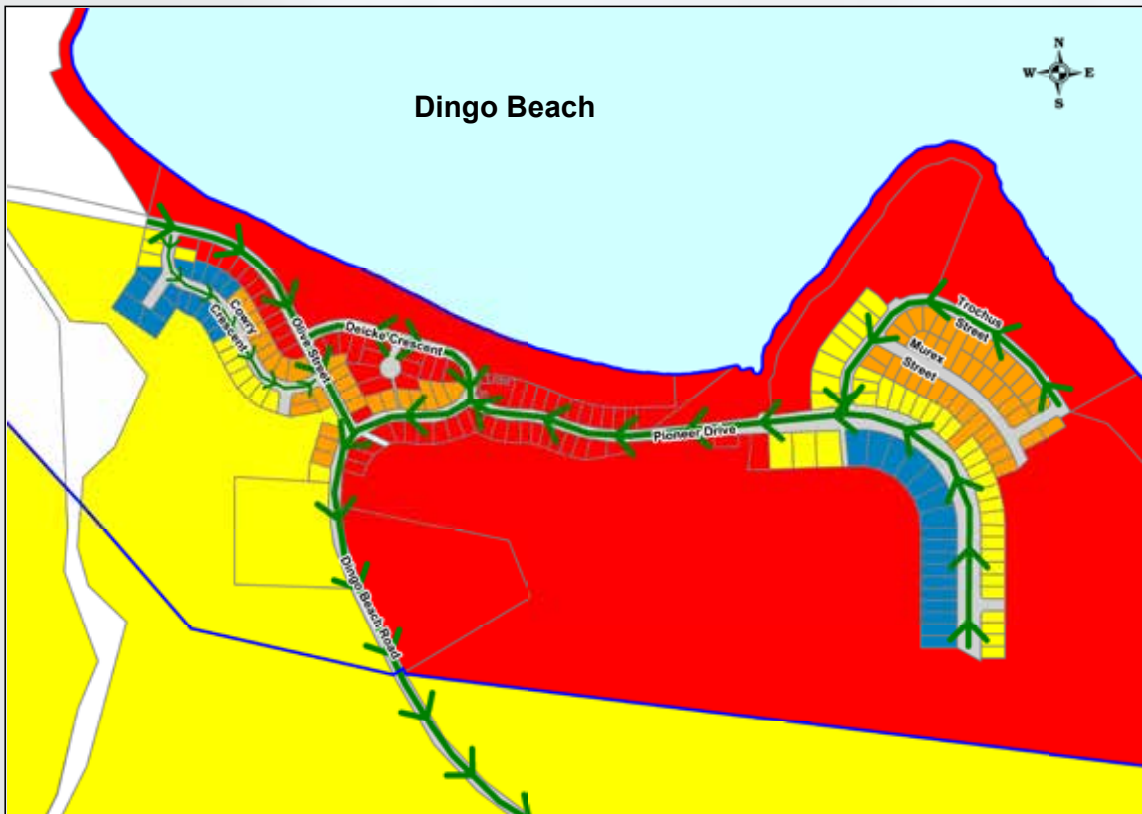 Dingo Beach
N
W E
S
Trochus
Street
Murex
Street
Cowry
Crescent
Olive Street
Deicke Crescent
Pioneer Drive
Dingo Beach Road